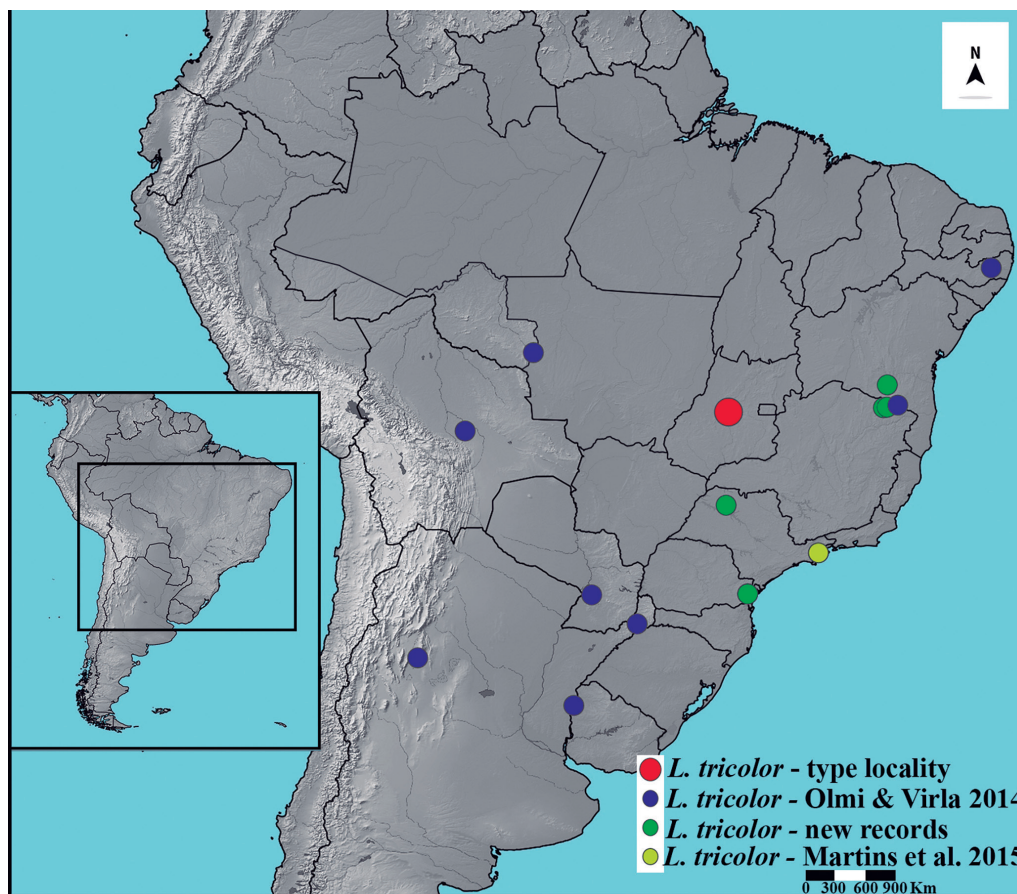 N
L. tricolor - type locality
L. tricolor - Olmi & Virla 2014
L. tricolor - new records
L. tricolor - Martins et al. 2015
0 300 600 900 Km